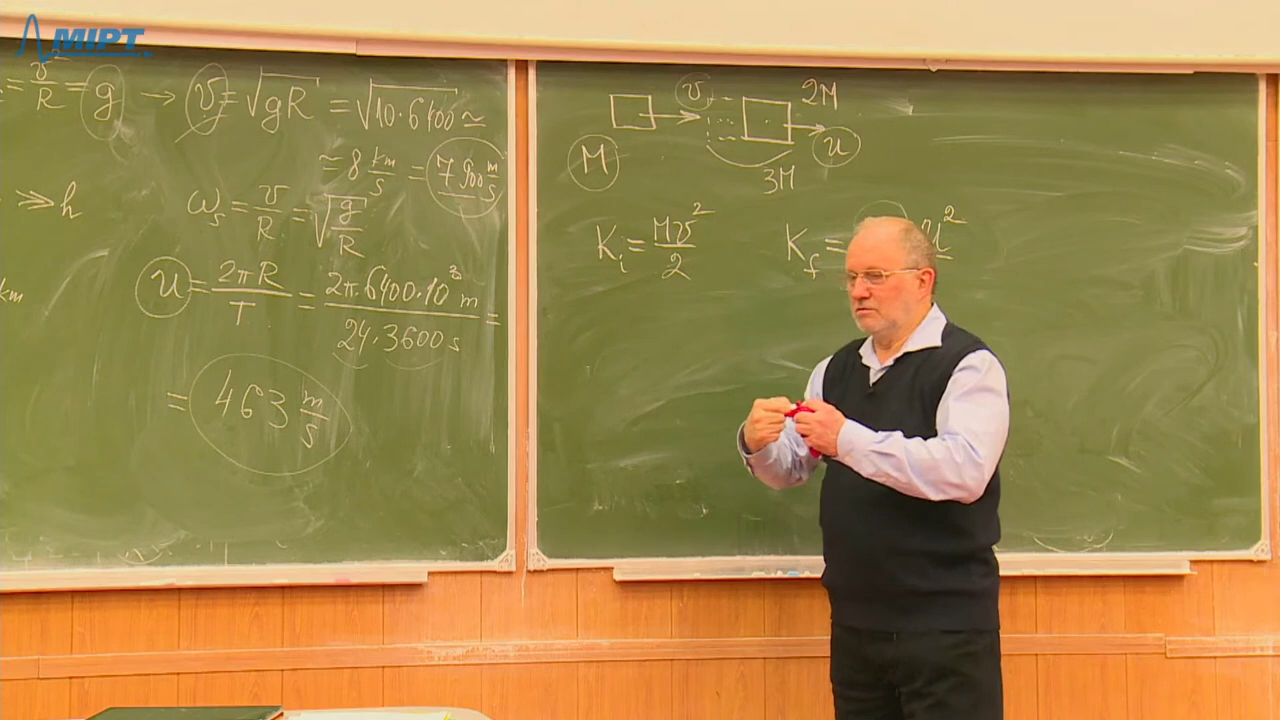 MIPT
= v²/R = g → v = √gR = √10·6400 ≃
≃ 8 km/s = 7900 m/s
≫ h
ω_s = v/R = √g/R
km
u = 2πR/T = 2π·6400·10³ m/24·3600 s =
= 463 m/s
v 2M
M u
3M
K_i = Mv²/2 K_f = u²